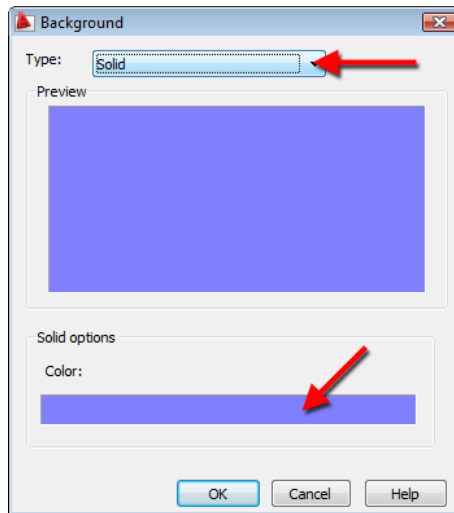 Background
Type: Solid
Preview
Solid options
Color:
OK Cancel Help